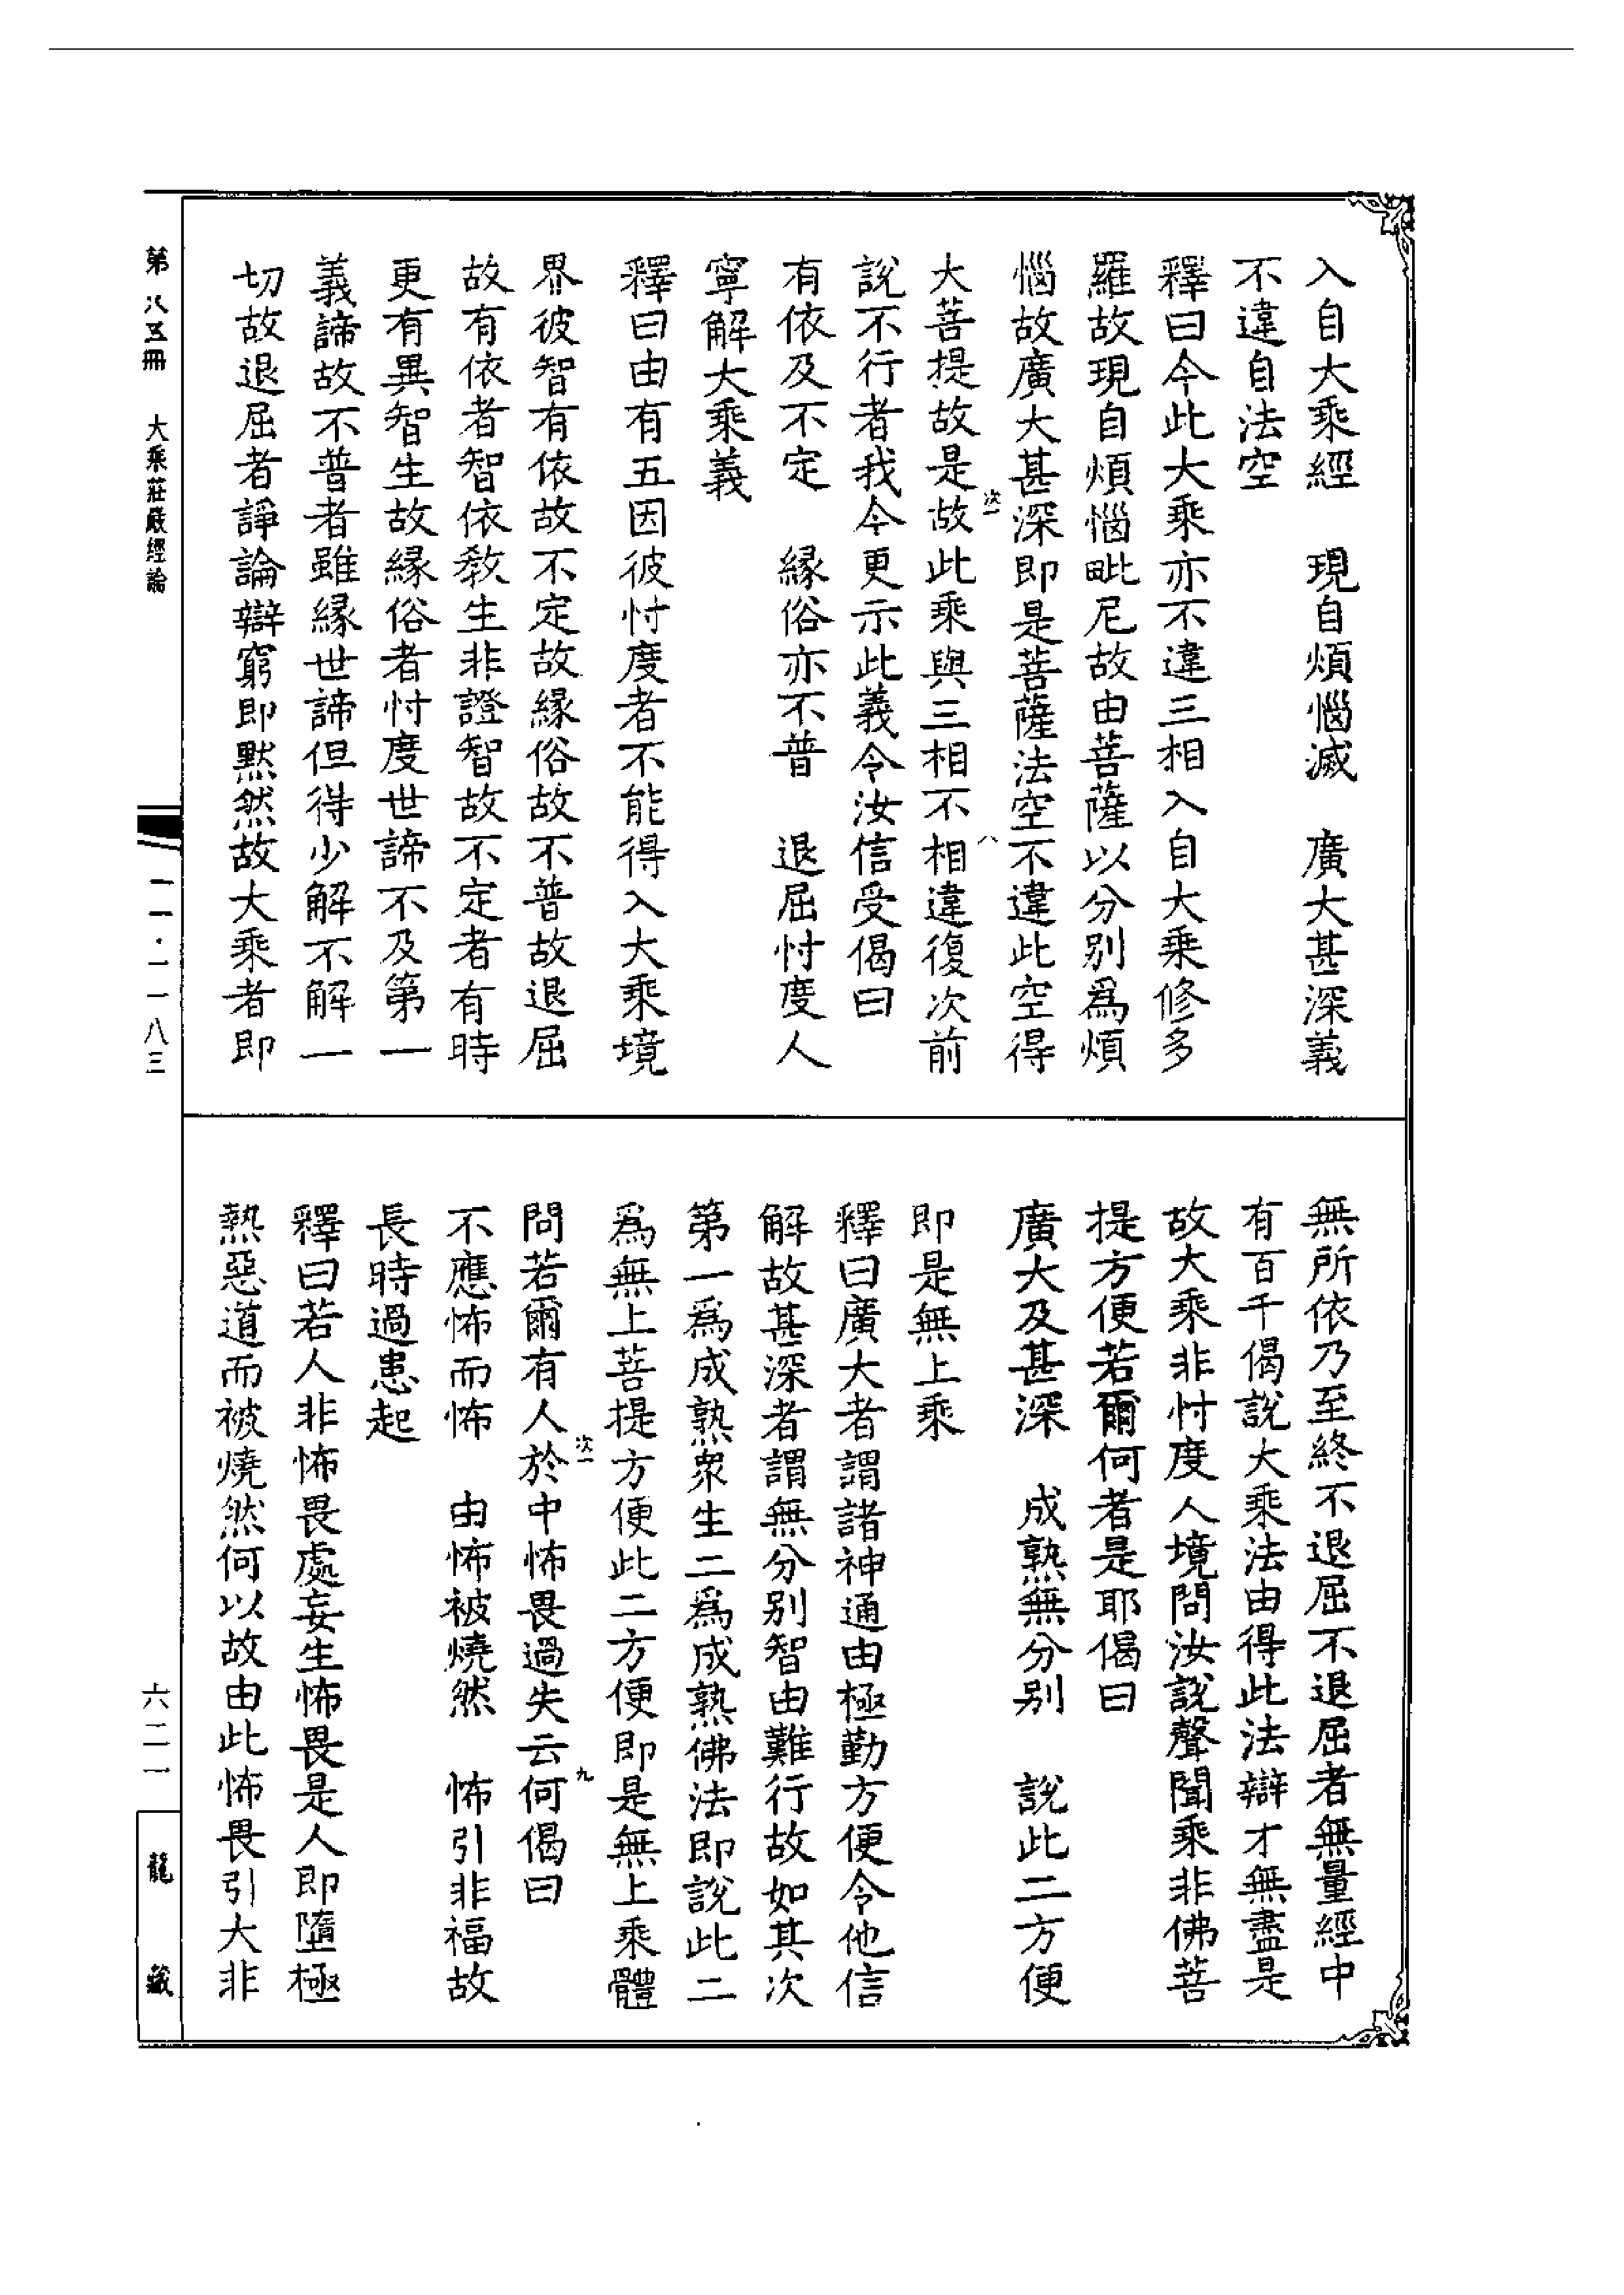 入自大乘經　現自煩惱滅　廣大甚深義
不違自法空
釋曰今此大乘亦不違三相入自大乘修多
羅故現自煩惱毗尼故由菩薩以分別爲煩
惱故廣大甚深即是菩薩法空不違此空得
大菩提故是故此乘與三相不相違復次前
次一
八
說不行者我今更示此義令汝信受偈曰
有依及不定　緣俗亦不普　退屈忖度人
寧解大乘義
釋曰由有五因彼忖度者不能得入大乘境
界彼智有依故不定故緣俗故不普故退屈
故有依者智依教生非證智故不定者有時
更有異智生故緣俗者忖度世諦不及第一
義諦故不普者雖緣世諦但得少解不解一
切故退屈者諍論辯窮即默然故大乘者即
無所依乃至終不退屈不退屈者無量經中
有百千偈說大乘法由得此法辯才無盡是
故大乘非忖度人境問汝說聲聞乘非佛菩
提方便若爾何者是耶偈曰
廣大及甚深　成熟無分別　說此二方便
即是無上乘
釋曰廣大者謂諸神通由極勤方便令他信
解故甚深者謂無分別智由難行故如其次
第一爲成熟衆生二爲成熟佛法即說此二
爲無上菩提方便此二方便即是無上乘體
次一
九
問若爾有人於中怖畏過失云何偈曰
不應怖而怖　由怖被燒然　怖引非福故
長時過患起
釋曰若人非怖畏處妄生怖畏是人即墮極
熱惡道而被燒然何以故由此怖畏引大非
第八五冊　大乘莊嚴經論
一一·一一八三
六二一
龍藏